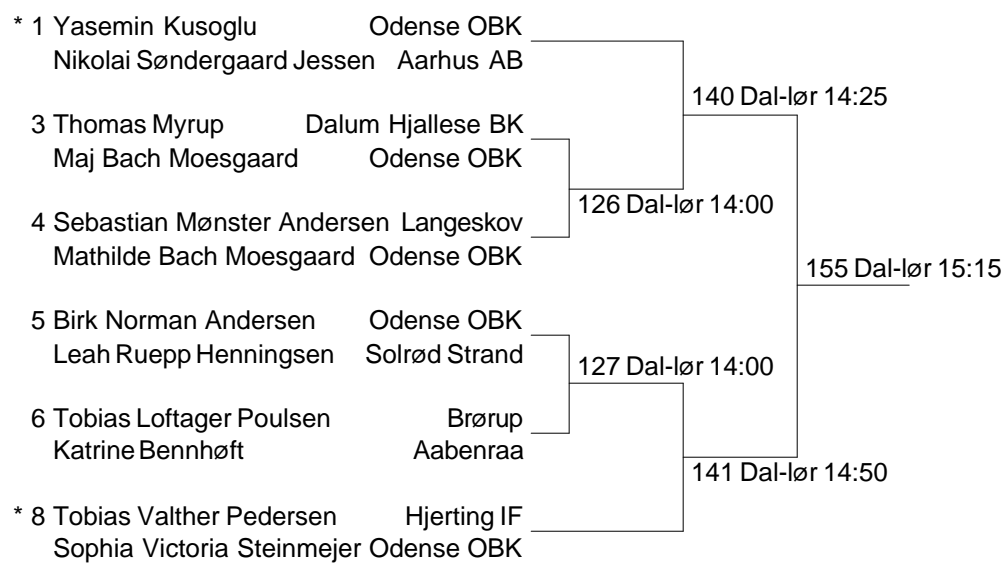 * 1 Yasemin Kusoglu Odense OBK
Nikolai Søndergaard Jessen Aarhus AB
140 Dal-lør 14:25
3 Thomas Myrup Dalum Hjallese BK
Maj Bach Moesgaard Odense OBK
126 Dal-lør 14:00
4 Sebastian Mønster Andersen Langeskov
Mathilde Bach Moesgaard Odense OBK
155 Dal-lør 15:15
5 Birk Norman Andersen Odense OBK
Leah Ruepp Henningsen Solrød Strand
127 Dal-lør 14:00
6 Tobias Loftager Poulsen Brørup
Katrine Bennhøft Aabenraa
141 Dal-lør 14:50
* 8 Tobias Valther Pedersen Hjerting IF
Sophia Victoria Steinmejer Odense OBK